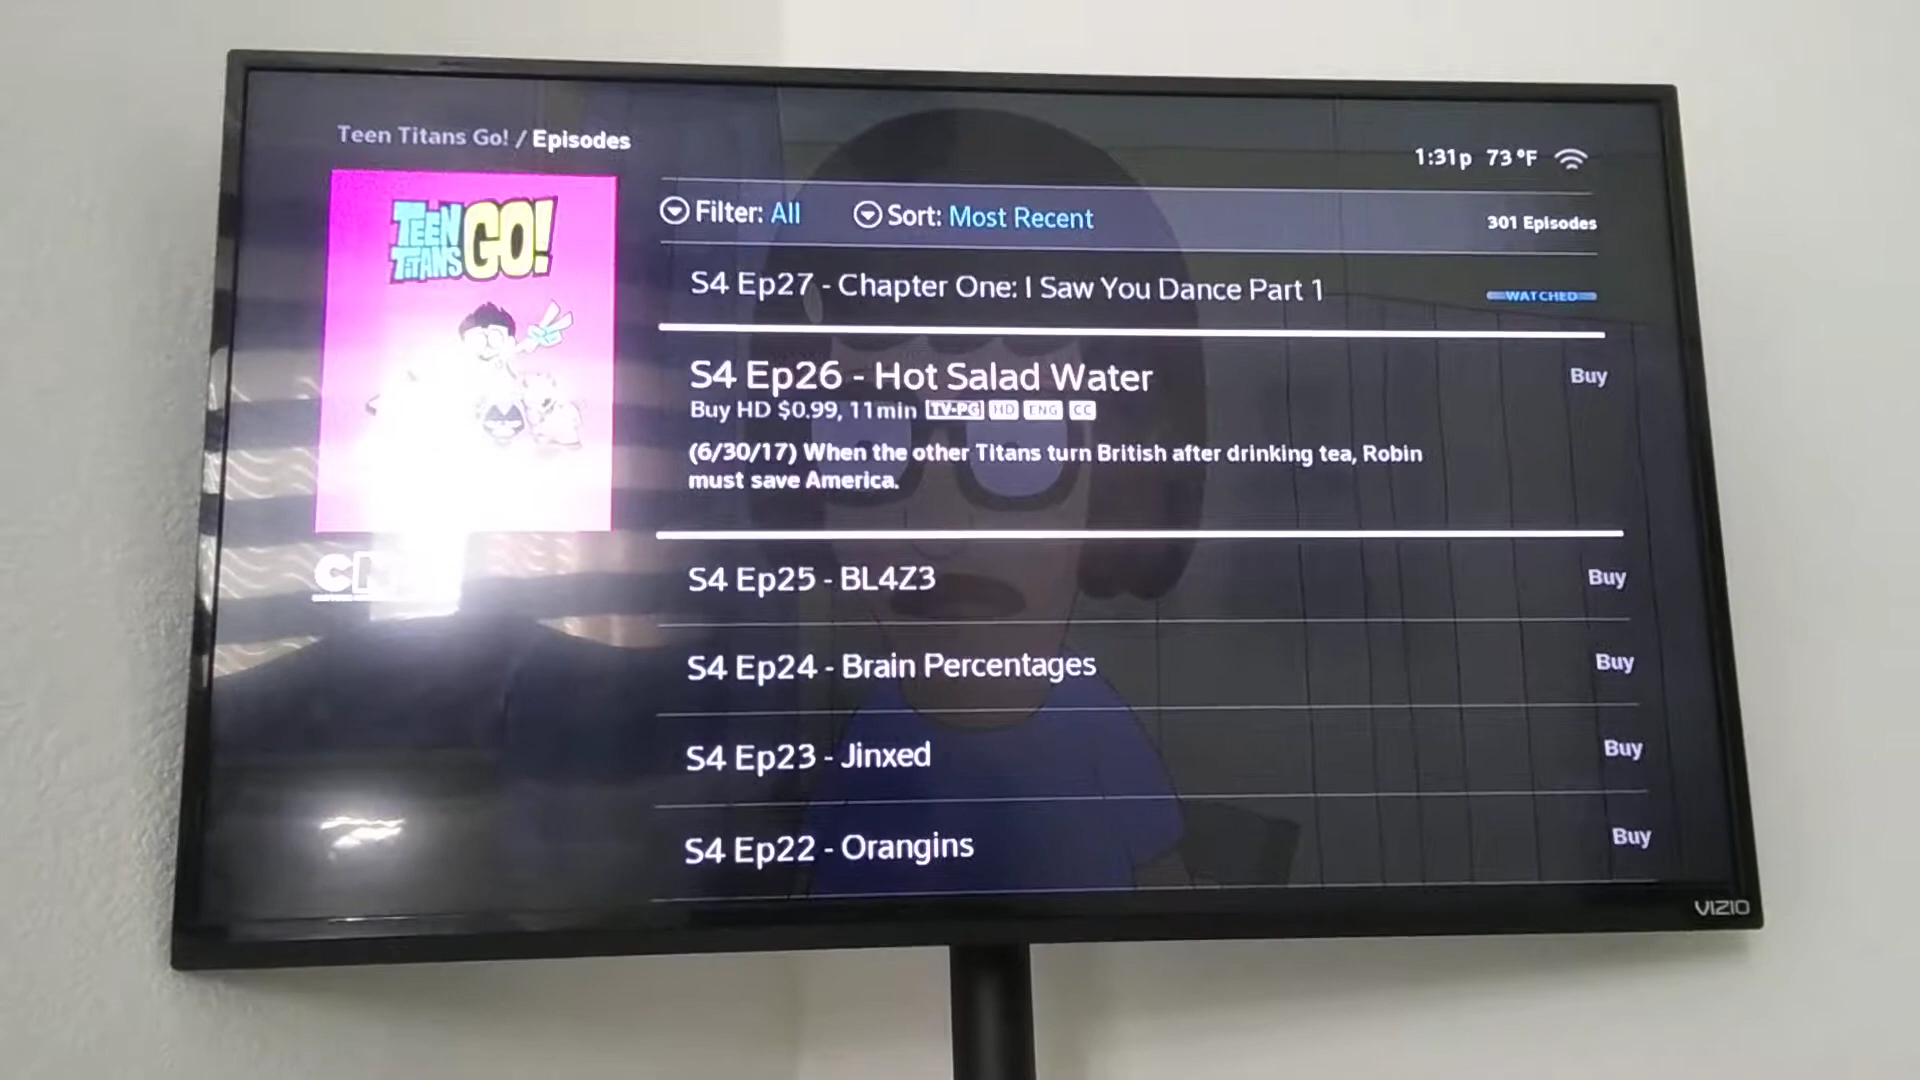 Teen Titans Go! / Episodes
1:31p 73°F
TEEN TITANS GO!
Filter: All Sort: Most Recent 301 Episodes
S4 Ep27 - Chapter One: I Saw You Dance Part 1 WATCHED
S4 Ep26 - Hot Salad Water Buy
Buy HD $0.99, 11min TV-PG HD ENG CC
(6/30/17) When the other Titans turn British after drinking tea, Robin
must save America.
S4 Ep25 - BL4Z3 Buy
S4 Ep24 - Brain Percentages Buy
S4 Ep23 - Jinxed Buy
S4 Ep22 - Orangins Buy
VIZIO